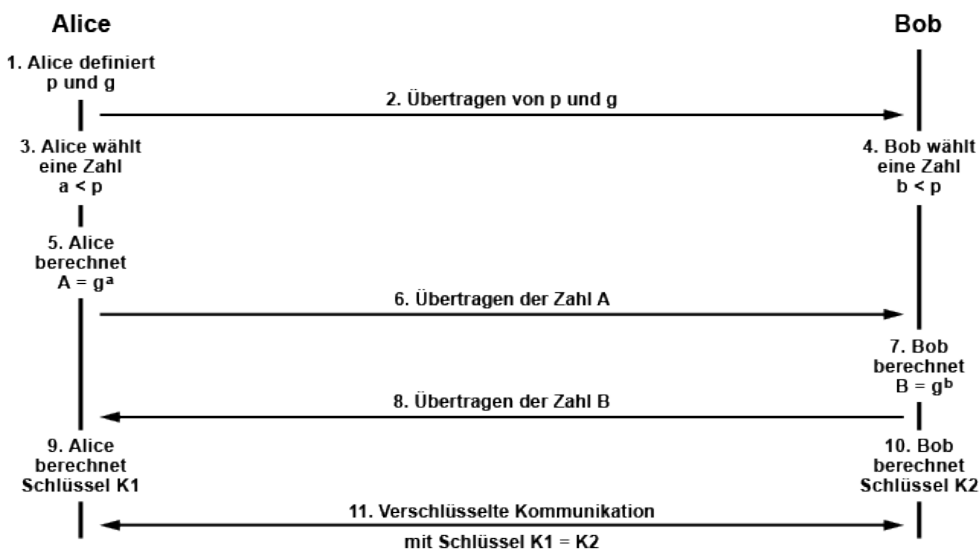 Alice
Bob
1. Alice definiert
p und g
2. Übertragen von p und g
3. Alice wählt
eine Zahl
a < p
4. Bob wählt
eine Zahl
b < p
5. Alice
berechnet
A = gᵃ
6. Übertragen der Zahl A
7. Bob
berechnet
B = gᵇ
8. Übertragen der Zahl B
9. Alice
berechnet
Schlüssel K1
10. Bob
berechnet
Schlüssel K2
11. Verschlüsselte Kommunikation
mit Schlüssel K1 = K2